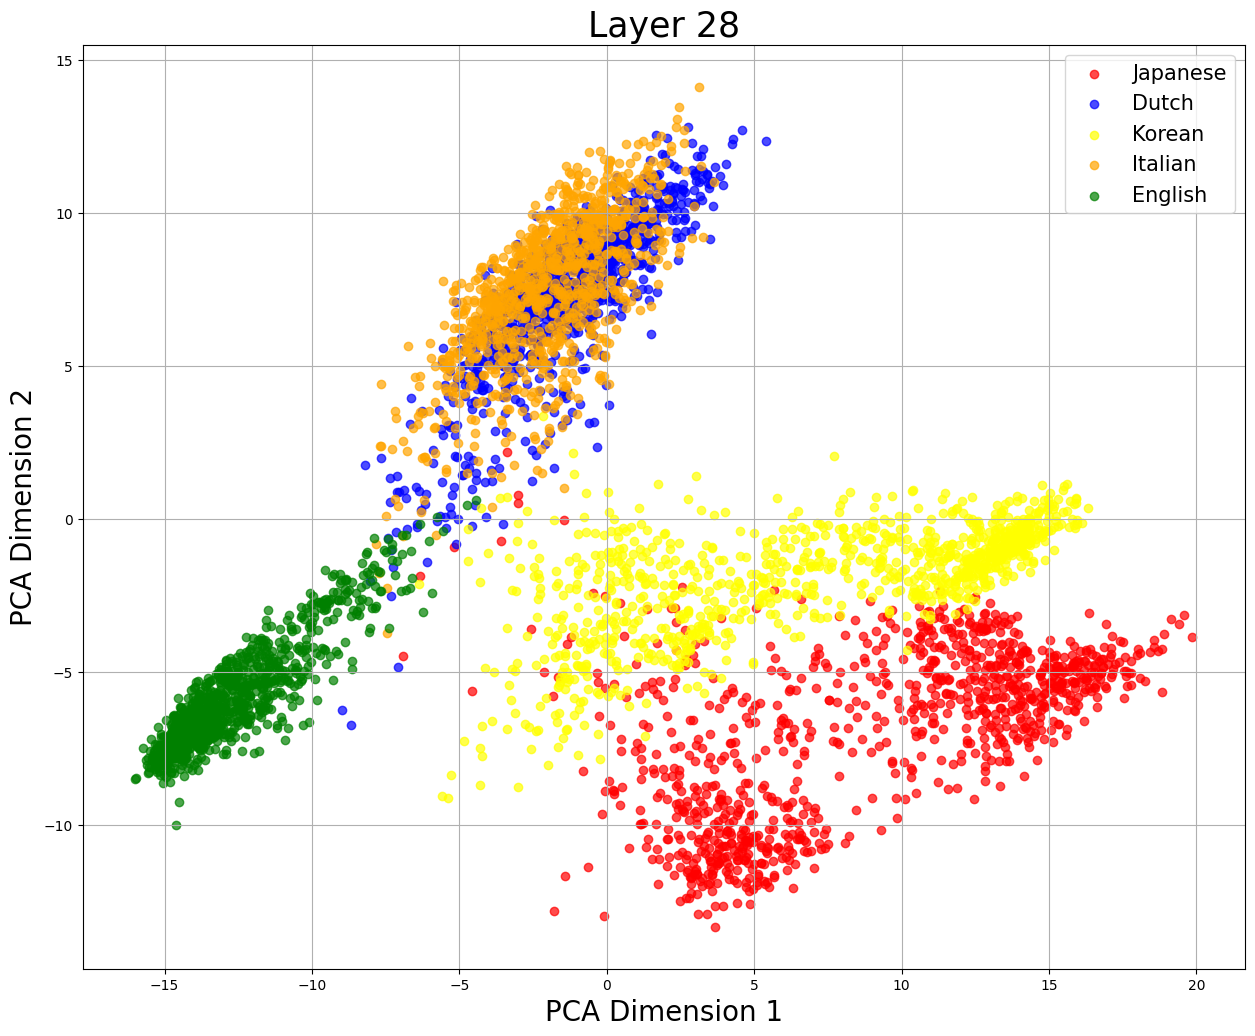 Layer 28
15
10
5
0
−5
−10
PCA Dimension 2
Japanese
Dutch
Korean
Italian
English
−15 −10 −5 0 5 10 15 20
PCA Dimension 1